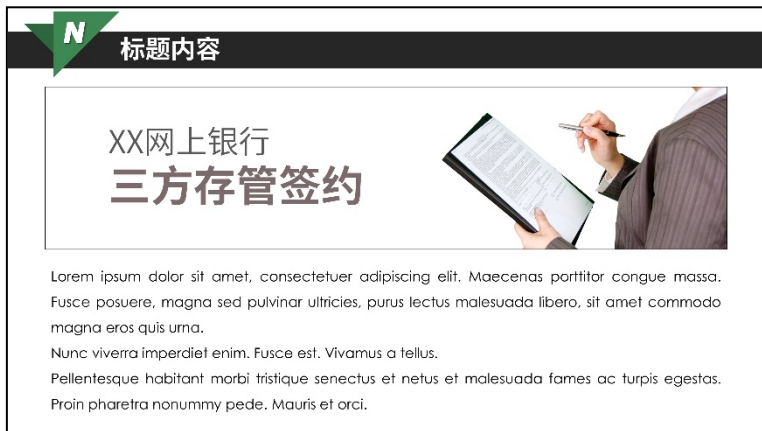 N
标题内容
XX网上银行
三方存管签约
Lorem ipsum dolor sit amet, consectetuer adipiscing elit. Maecenas porttitor congue massa.
Fusce posuere, magna sed pulvinar ultricies, purus lectus malesuada libero, sit amet commodo
magna eros quis urna.
Nunc viverra imperdiet enim. Fusce est. Vivamus a tellus.
Pellentesque habitant morbi tristique senectus et netus et malesuada fames ac turpis egestas.
Proin pharetra nonummy pede. Mauris et orci.